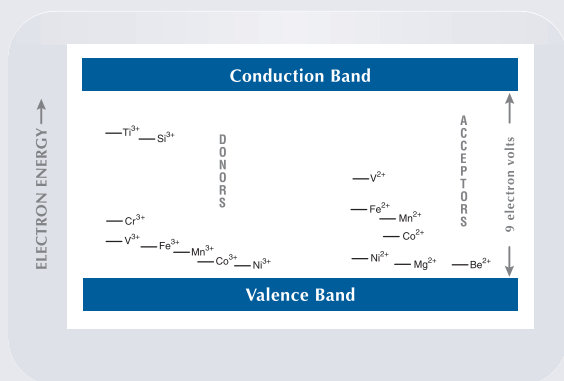 Conduction Band
ELECTRON ENERGY
Ti³⁺
Si³⁺
Cr³⁺
V³⁺
Fe³⁺
Mn³⁺
Co³⁺
Ni³⁺
DONORS
V²⁺
Fe²⁺
Mn²⁺
Co²⁺
Ni²⁺
Mg²⁺
Be²⁺
ACCEPTORS
9 electron volts
Valence Band